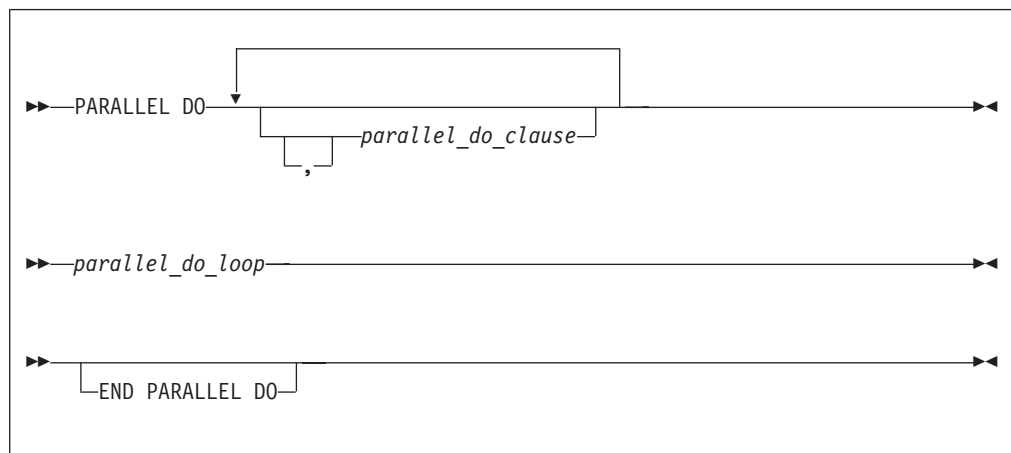 PARALLEL DO
parallel_do_clause
,
parallel_do_loop
END PARALLEL DO